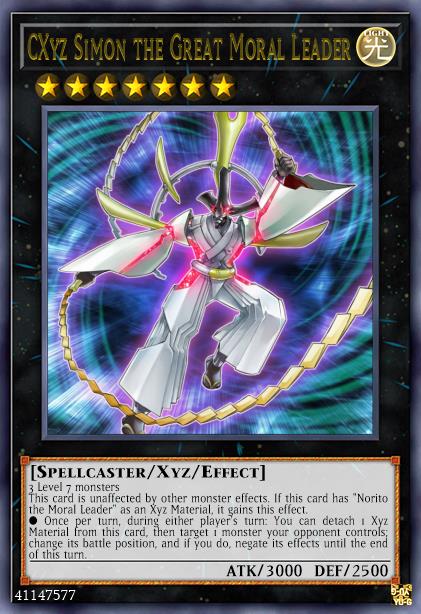 CXyz Simon the Great Moral Leader
LIGHT
光
[Spellcaster/Xyz/Effect]
3 Level 7 monsters
This card is unaffected by other monster effects. If this card has "Norito
the Moral Leader" as an Xyz Material, it gains this effect.
● Once per turn, during either player's turn: You can detach 1 Xyz
Material from this card, then target 1 monster your opponent controls;
change its battle position, and if you do, negate its effects until the end
of this turn.
ATK/3000 DEF/2500
41147577